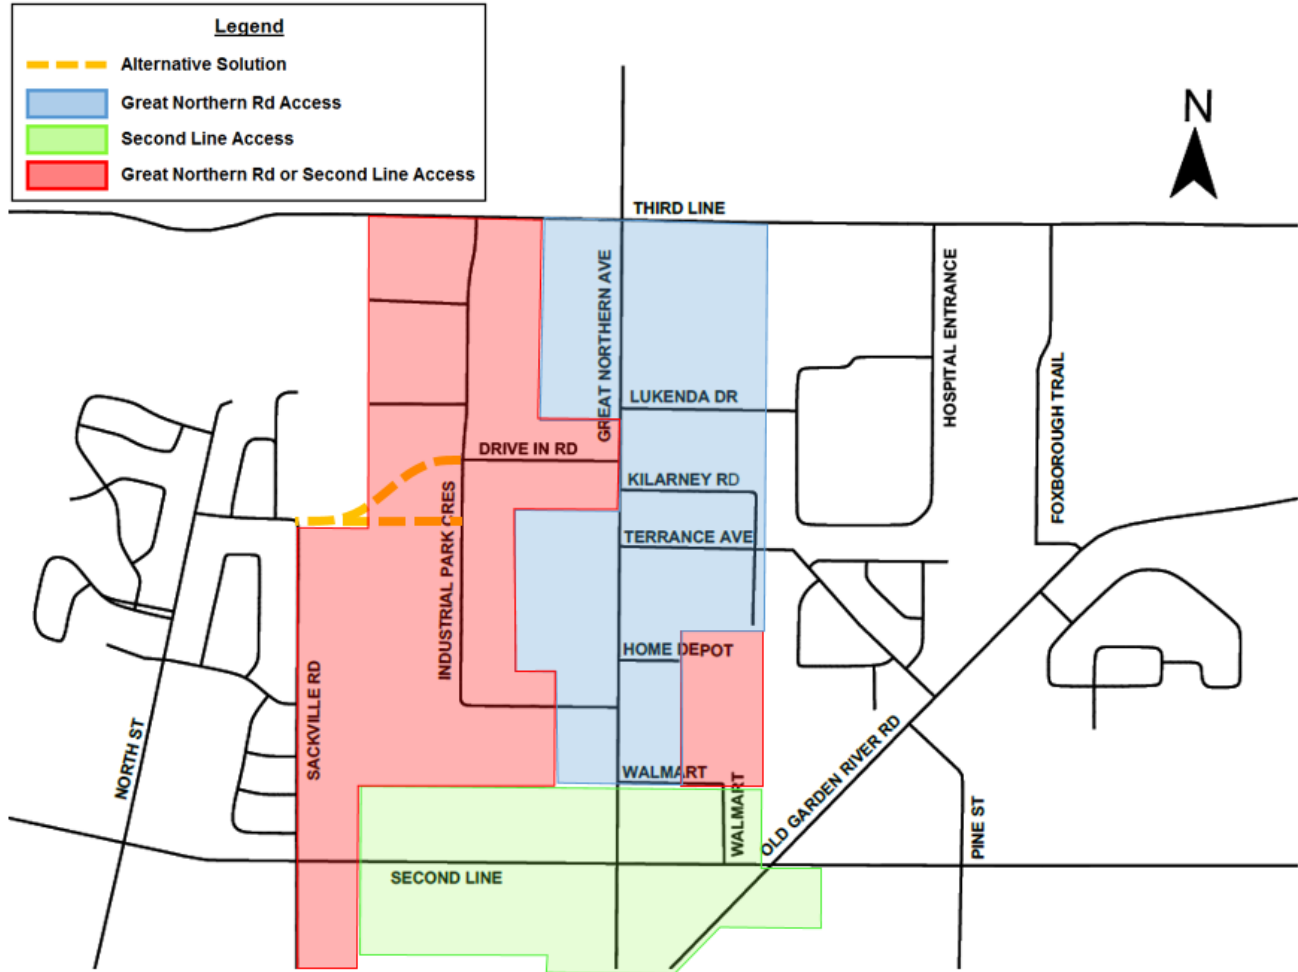 Legend
Alternative Solution
Great Northern Rd Access
Second Line Access
Great Northern Rd or Second Line Access
N
THIRD LINE
GREAT NORTHERN AVE
HOSPITAL ENTRANCE
FOXBOROUGH TRAIL
LUKENDA DR
DRIVE IN RD
KILARNEY RD
INDUSTRIAL PARK CRES
TERRANCE AVE
HOME DEPOT
SACKVILLE RD
NORTH ST
WALMART
WALMART
OLD GARDEN RIVER RD
PINE ST
SECOND LINE